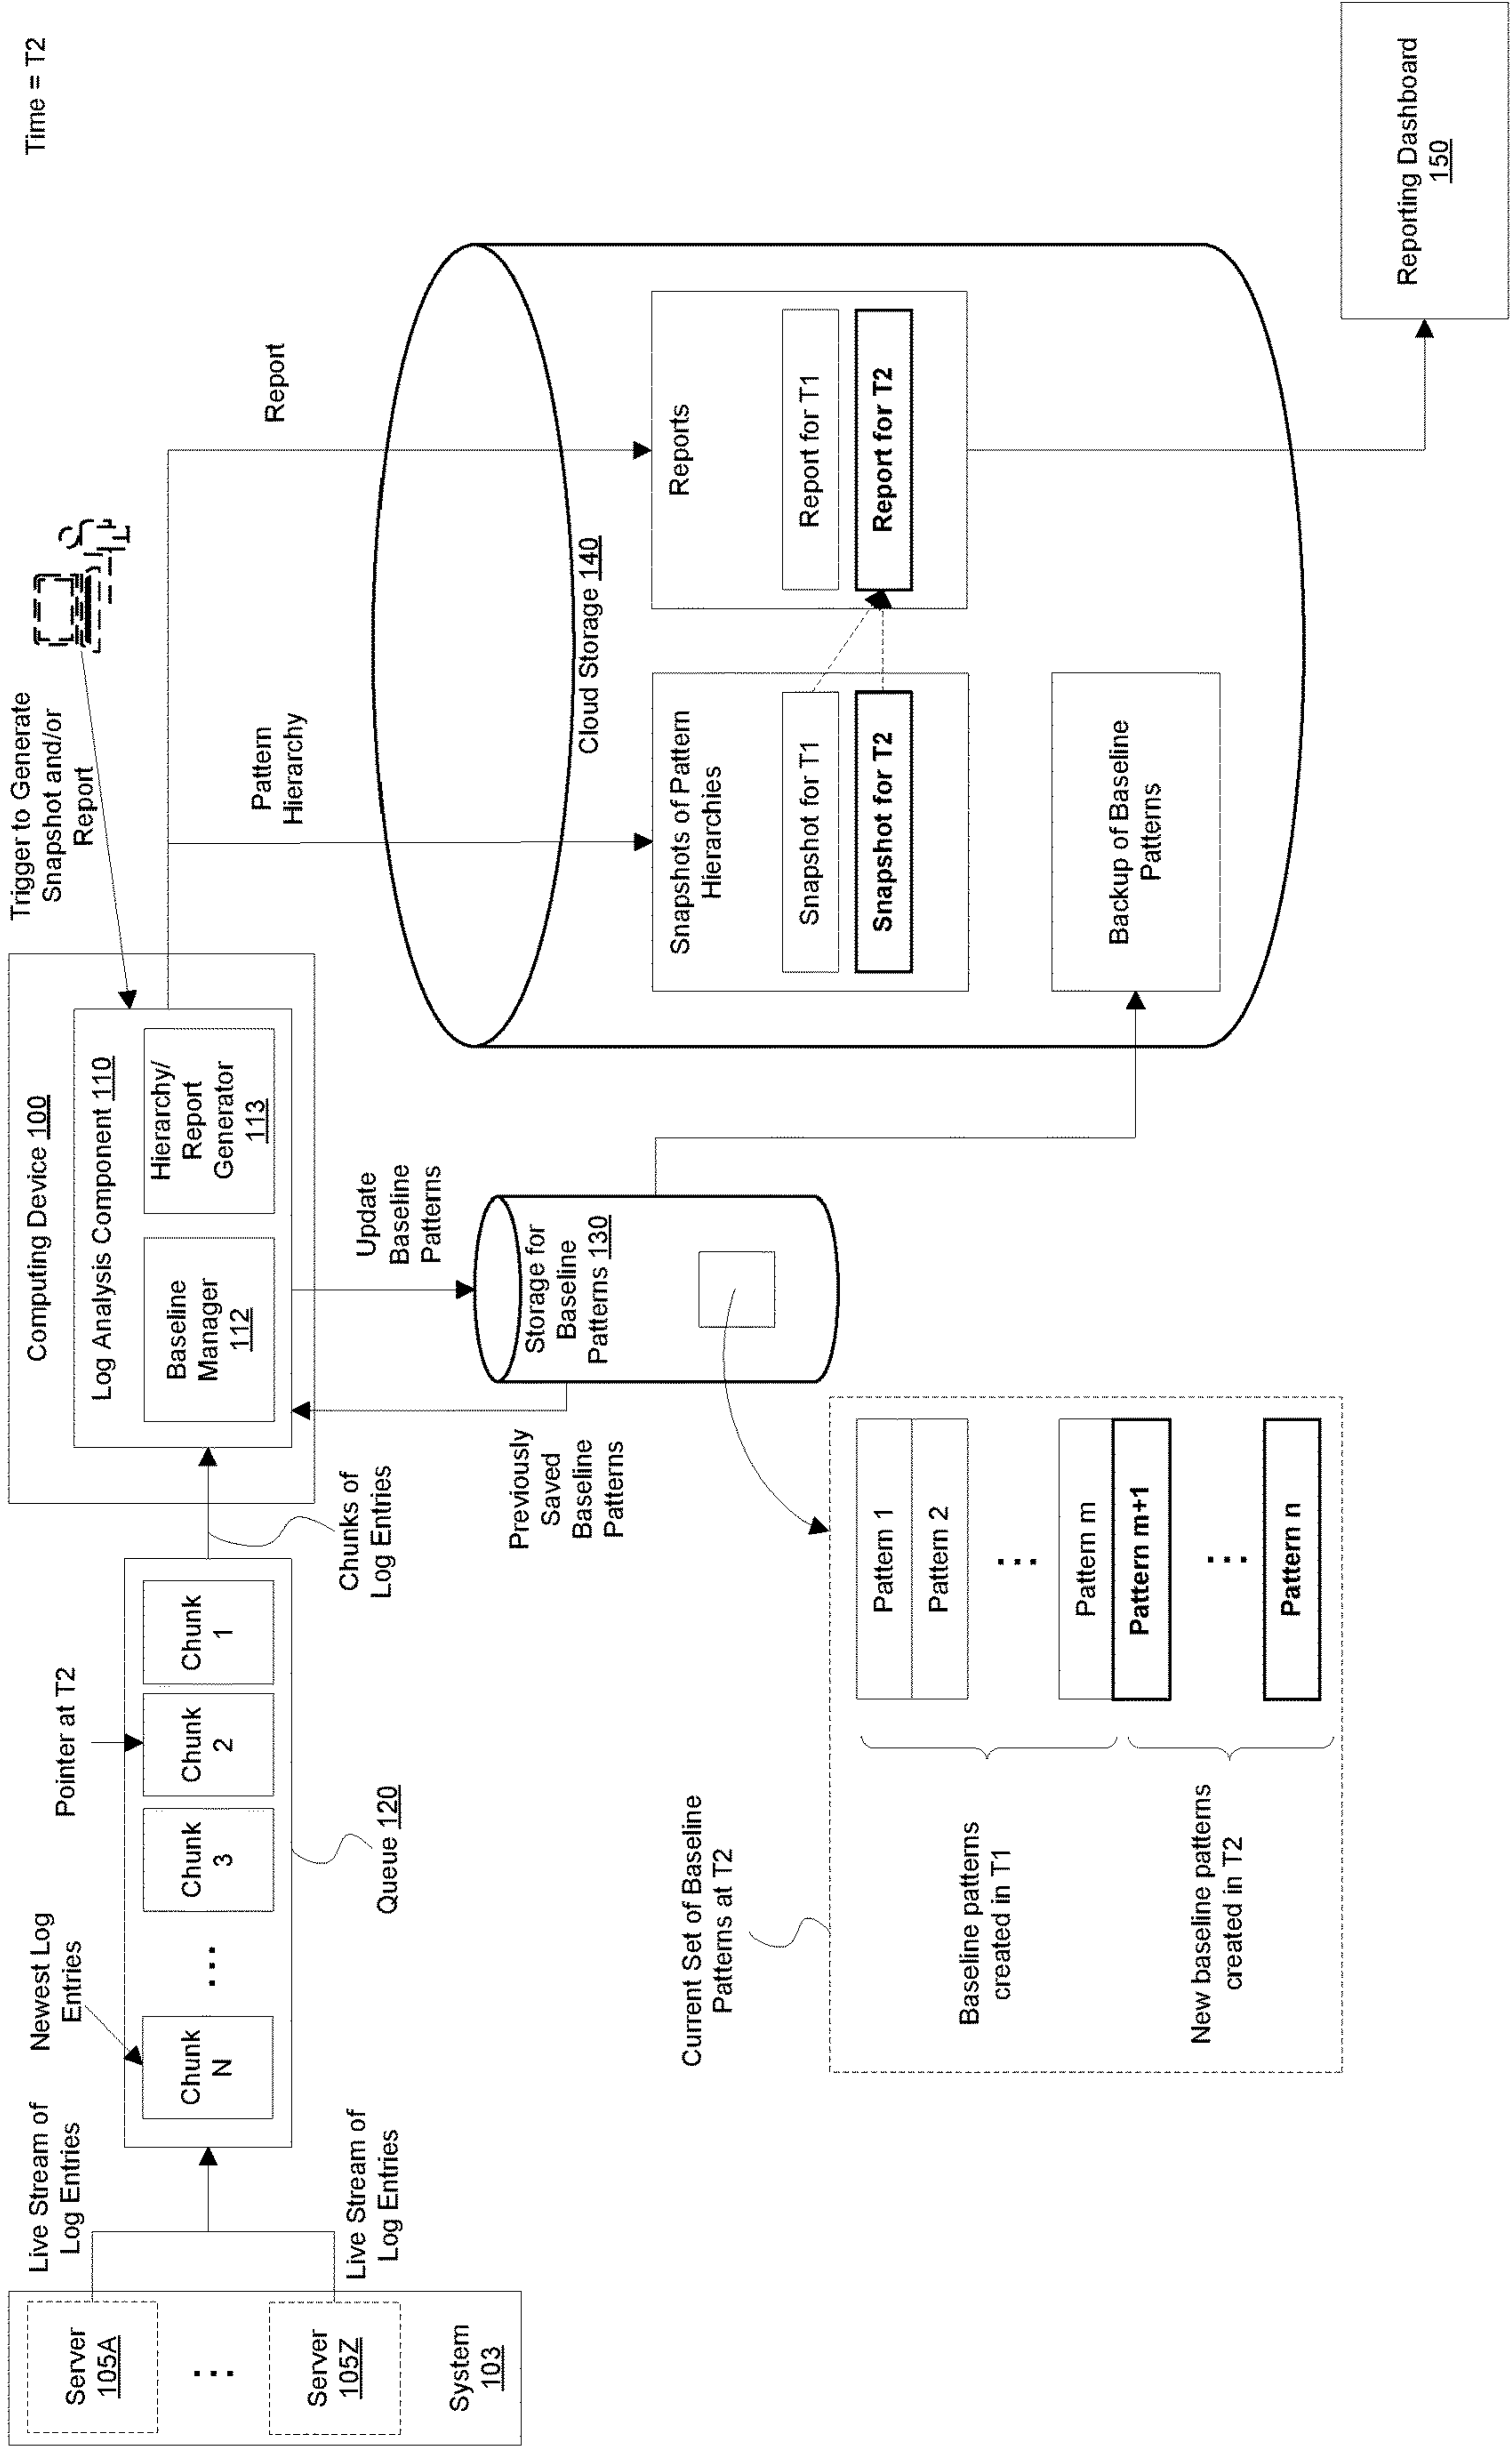 Time = T2
Server
105A
...
Server
105Z
System
103
Live Stream of
Log Entries
Live Stream of
Log Entries
Newest Log
Entries
Pointer at T2
Chunk
N
...
Chunk
3
Chunk
2
Chunk
1
Queue 120
Chunks of
Log Entries
Computing Device 100
Log Analysis Component 110
Baseline
Manager
112
Hierarchy/
Report
Generator
113
Trigger to Generate
Snapshot and/or
Report
Pattern
Hierarchy
Report
Previously
Saved
Baseline
Patterns
Update
Baseline
Patterns
Storage for
Baseline
Patterns 130
Cloud Storage 140
Snapshots of Pattern
Hierarchies
Snapshot for T1
Snapshot for T2
Reports
Report for T1
Report for T2
Backup of Baseline
Patterns
Reporting Dashboard
150
Current Set of Baseline
Patterns at T2
Baseline patterns
created in T1
New baseline patterns
created in T2
Pattern 1
Pattern 2
...
Pattern m
Pattern m+1
...
Pattern n